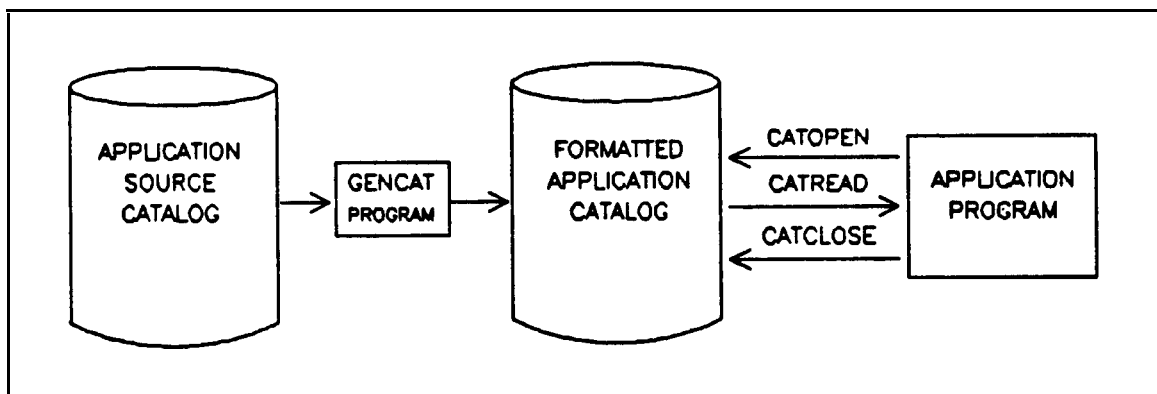 APPLICATION
SOURCE
CATALOG
GENCAT
PROGRAM
FORMATTED
APPLICATION
CATALOG
CATOPEN
CATREAD
CATCLOSE
APPLICATION
PROGRAM